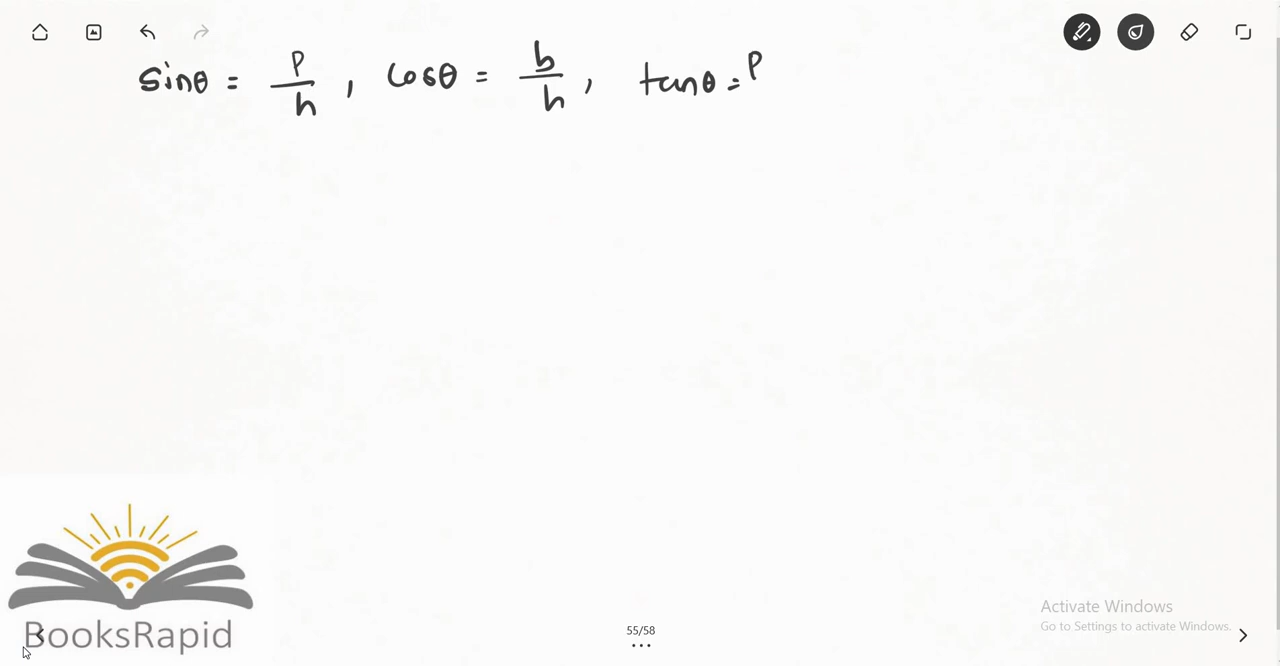 sinθ = p/h , cosθ = b/h , tanθ = p
BooksRapid
55/58
Activate Windows
Go to Settings to activate Windows.